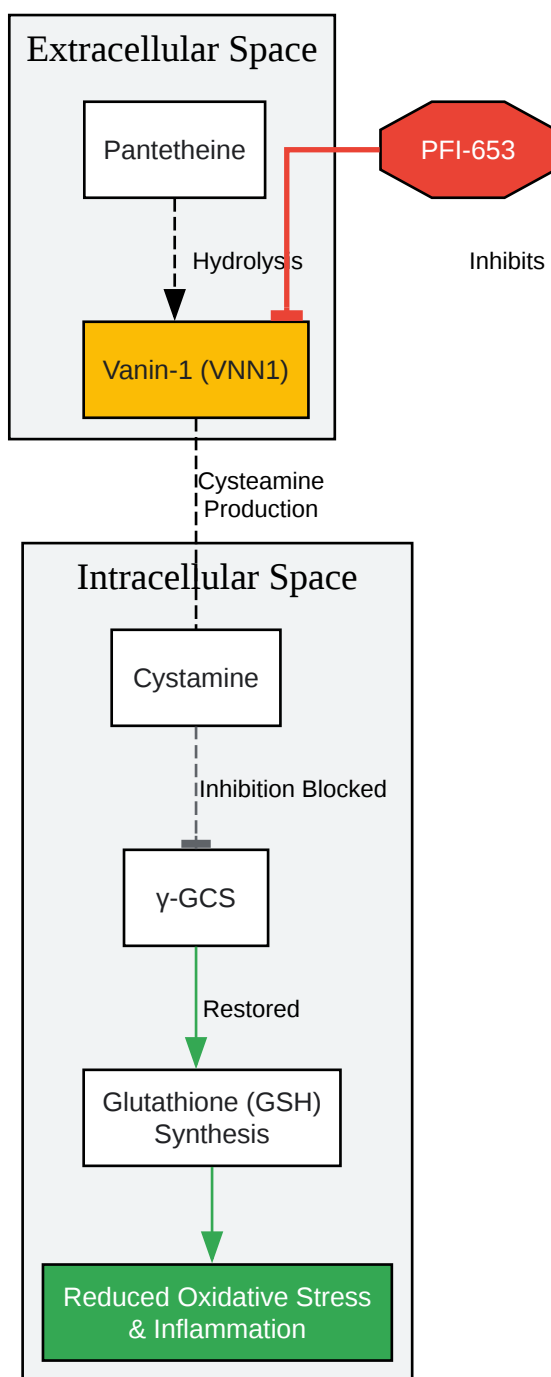 Extracellular Space
Pantetheine
PFI-653
Hydrolysis
Inhibits
Vanin-1 (VNN1)
Cysteamine
Production
Intracellular Space
Cystamine
Inhibition Blocked
γ-GCS
Restored
Glutathione (GSH)
Synthesis
Reduced Oxidative Stress
& Inflammation